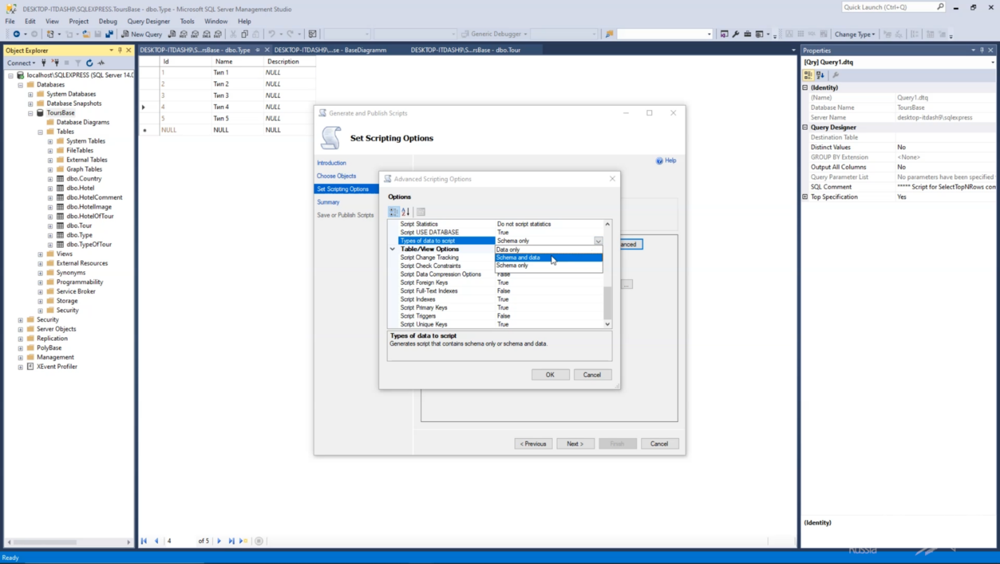 DESKTOP-ITDASH9\SQLEXPRESS.ToursBase - dbo.Type - Microsoft SQL Server Management Studio
Quick Launch (Ctrl+Q)
File Edit View Project Debug Query Designer Tools Window Help
New Query
Generic Debugger
Change Type
Object Explorer
DESKTOP-ITDASH9\S...rsBase - dbo.Type
DESKTOP-ITDASH9\...se - BaseDiagramm
DESKTOP-ITDASH9\S...rsBase - dbo.Tour
Connect
localhost\SQLEXPRESS (SQL Server 14.0
Databases
System Databases
Database Snapshots
ToursBase
Database Diagrams
Tables
System Tables
FileTables
External Tables
Graph Tables
dbo.Country
dbo.Hotel
dbo.HotelComment
dbo.HotelImage
dbo.HotelOfTour
dbo.Tour
dbo.Type
dbo.TypeOfTour
Views
External Resources
Synonyms
Programmability
Service Broker
Storage
Security
Security
Server Objects
Replication
PolyBase
Management
XEvent Profiler
Id Name Description
1 Тип 1 NULL
2 Тип 2 NULL
3 Тип 3 NULL
4 Тип 4 NULL
5 Тип 5 NULL
NULL NULL NULL
4 of 5
Generate and Publish Scripts
Set Scripting Options
Introduction
Choose Objects
Set Scripting Options
Summary
Save or Publish Scripts
Help
anced
...
Advanced Scripting Options
Options
Script Statistics Do not script statistics
Script USE DATABASE True
Types of data to script Schema only
Data only
Schema and data
Schema only
Table/View Options
Script Change Tracking
Script Check Constraints
Script Data Compression Options False
Script Foreign Keys True
Script Full-Text Indexes False
Script Indexes True
Script Primary Keys True
Script Triggers False
Script Unique Keys True
Types of data to script
Generates script that contains schema only or schema and data.
OK Cancel
< Previous Next > Finish Cancel
Properties
[Qry] Query1.dtq
(Identity)
(Name) Query1.dtq
Database Name ToursBase
Server Name desktop-itdash9\sqlexpress
Query Designer
Destination Table
Distinct Values No
GROUP BY Extension <None>
Output All Columns No
Query Parameter List No parameters have been specified
SQL Comment ***** Script for SelectTopNRows com
Top Specification Yes
(Identity)
Russia
Ready